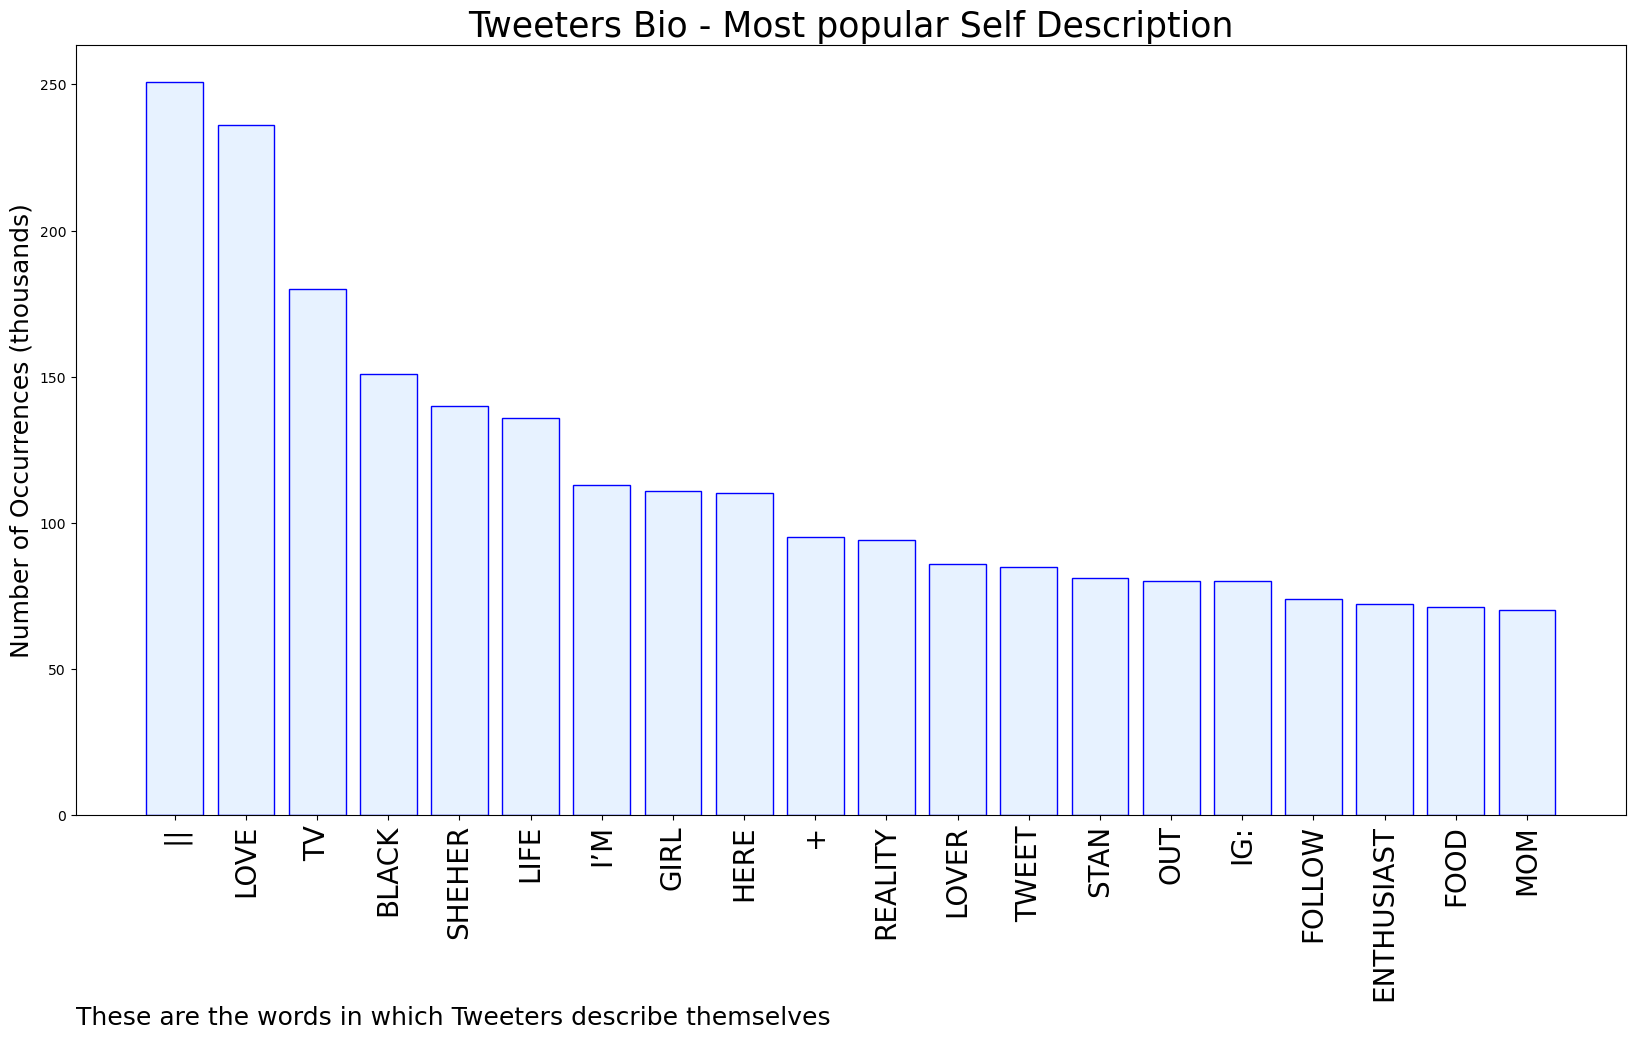 Tweeters Bio - Most popular Self Description
Number of Occurrences (thousands)
250
200
150
100
50
0
||
LOVE
TV
BLACK
SHEHER
LIFE
I’M
GIRL
HERE
+
REALITY
LOVER
TWEET
STAN
OUT
IG:
FOLLOW
ENTHUSIAST
FOOD
MOM
These are the words in which Tweeters describe themselves